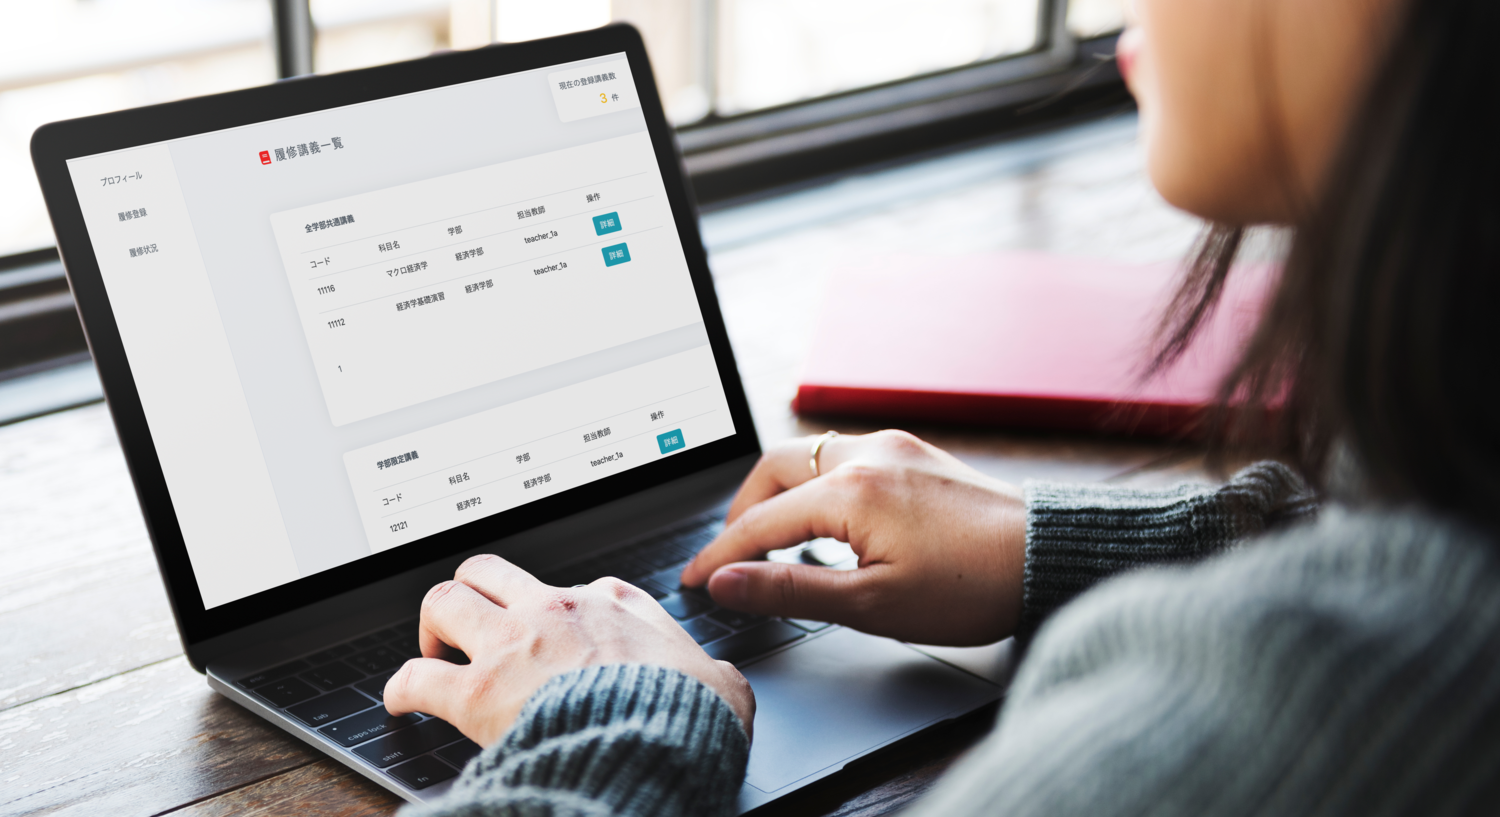 現在の登録講義数
3 件
履修講義一覧
プロフィール
履修登録
履修状況
全学部共通講義
コード 科目名 学部 担当教師 操作
11116 マクロ経済学 経済学部 teacher_1a 詳細
11112 経済学基礎演習 経済学部 teacher_1a 詳細
1
学部限定講義
コード 科目名 学部 担当教師 操作
12121 経済学2 経済学部 teacher_1a 詳細
tab
caps lock
shift
fn